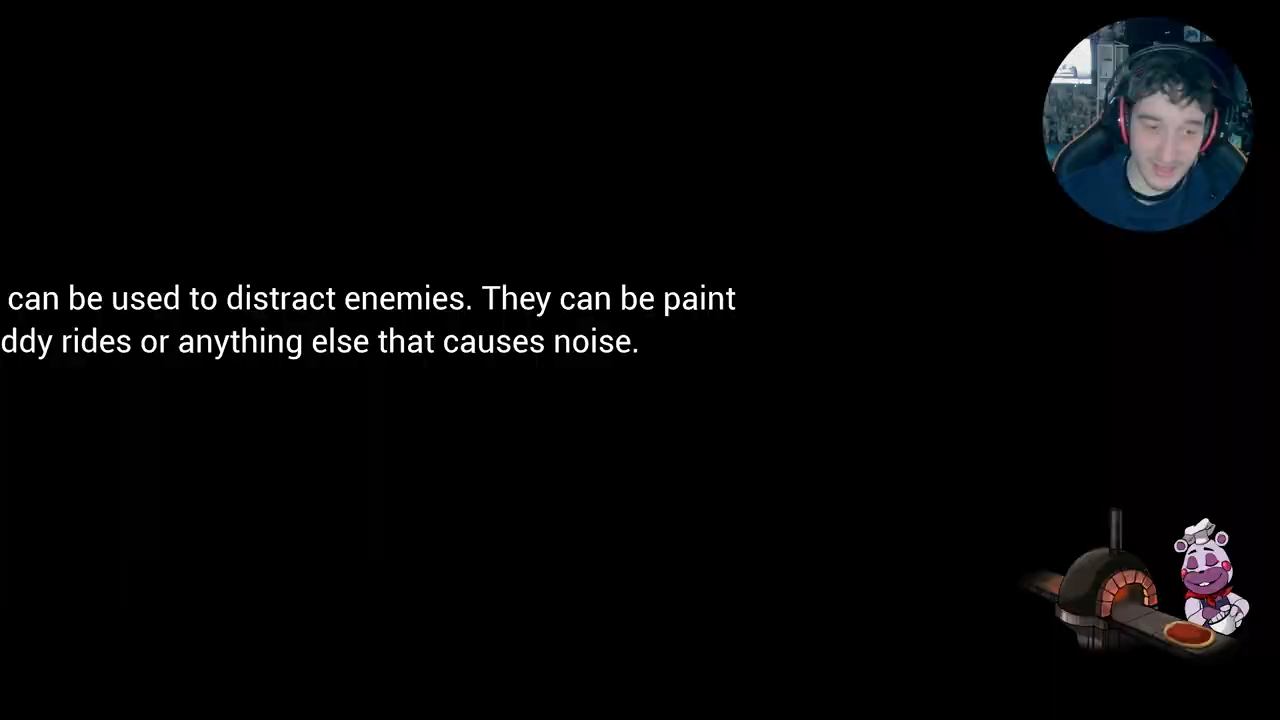 can be used to distract enemies. They can be paint
ddy rides or anything else that causes noise.